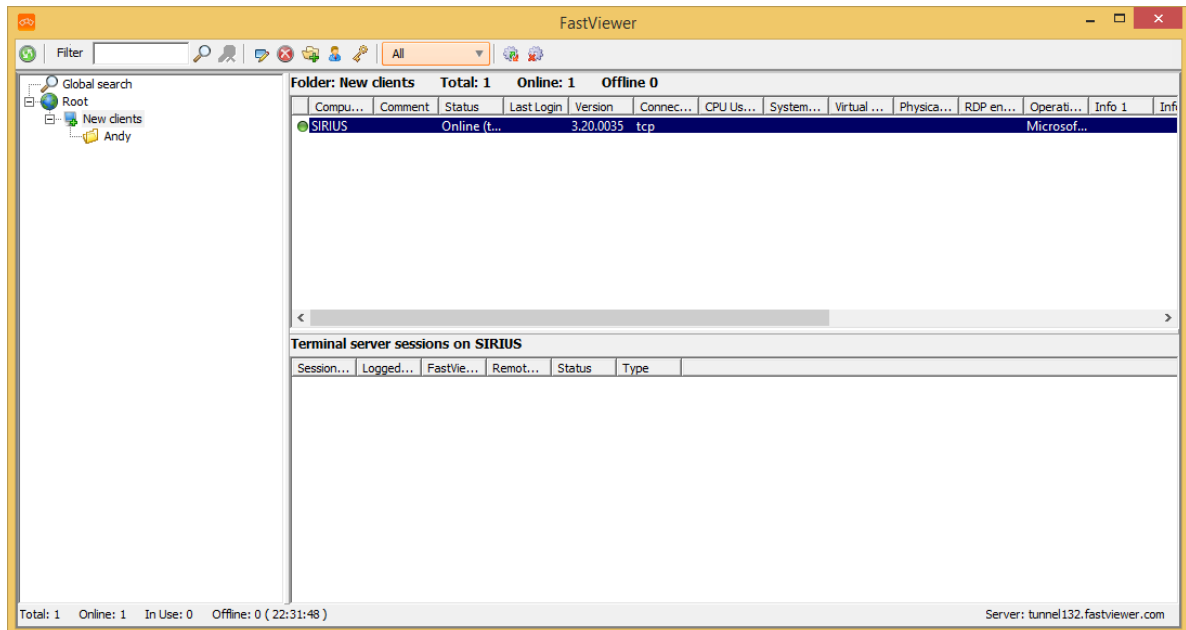 FastViewer
Filter All
Global search
Root
New clients
Andy
Folder: New clients Total: 1 Online: 1 Offline 0
Compu... Comment Status Last Login Version Connec... CPU Us... System... Virtual ... Physica... RDP en... Operati... Info 1 Inf
SIRIUS Online (t... 3.20.0035 tcp Microsof...
Terminal server sessions on SIRIUS
Session... Logged... FastVie... Remot... Status Type
Total: 1 Online: 1 In Use: 0 Offline: 0 ( 22:31:48 ) Server: tunnel132.fastviewer.com